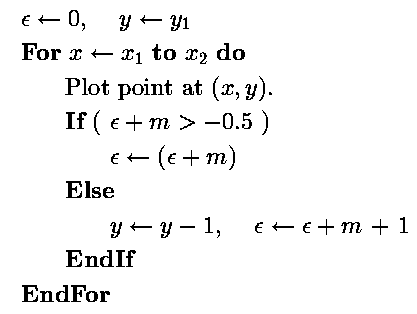 ϵ ← 0,  y ← y₁
For x ← x₁ to x₂ do
Plot point at (x, y).
If ( ϵ + m > −0.5 )
ϵ ← (ϵ + m)
Else
y ← y − 1,  ϵ ← ϵ + m + 1
EndIf
EndFor